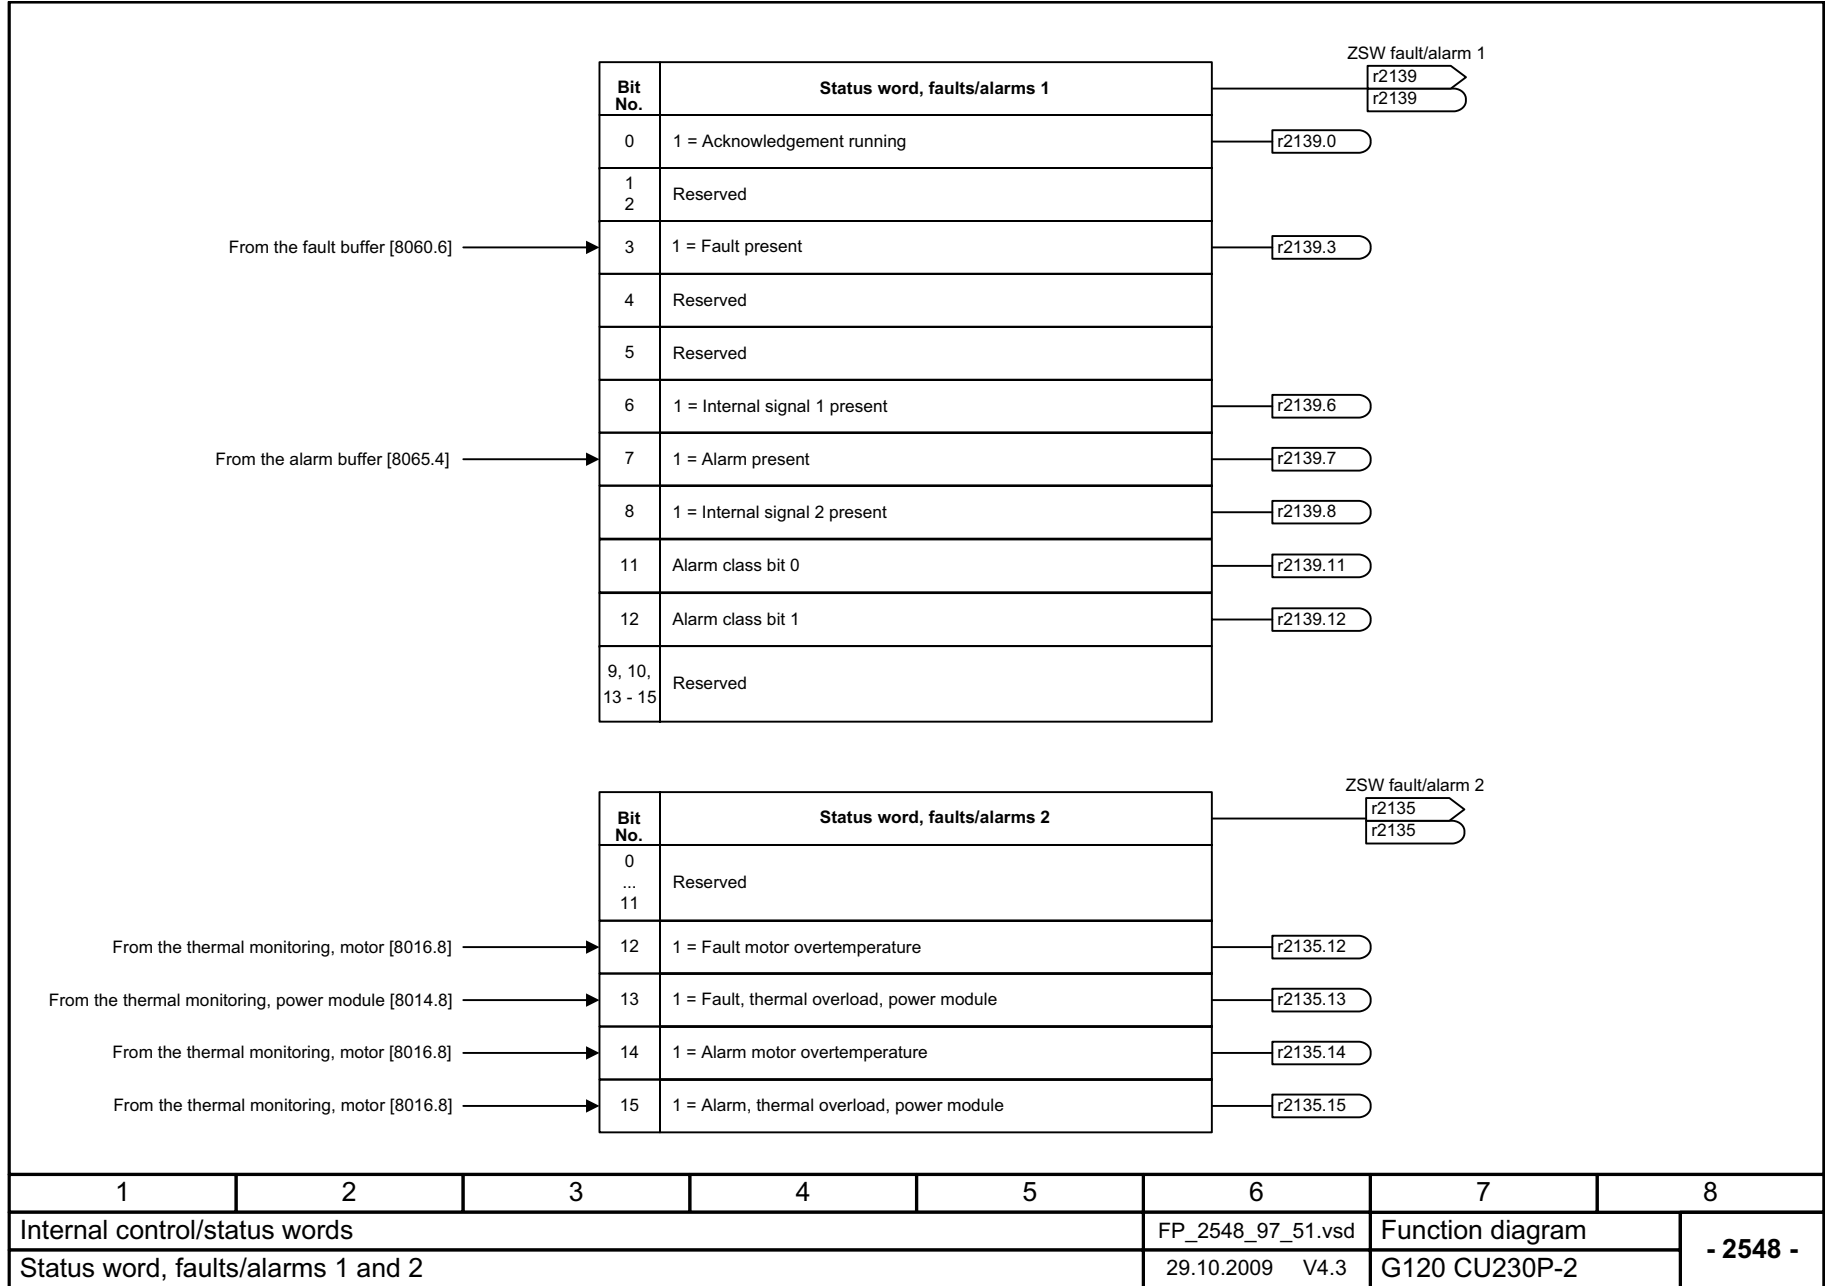 ZSW fault/alarm 1
Bit No. Status word, faults/alarms 1 r2139
r2139
0 1 = Acknowledgement running r2139.0
1
2 Reserved
From the fault buffer [8060.6] 3 1 = Fault present r2139.3
4 Reserved
5 Reserved
6 1 = Internal signal 1 present r2139.6
From the alarm buffer [8065.4] 7 1 = Alarm present r2139.7
8 1 = Internal signal 2 present r2139.8
11 Alarm class bit 0 r2139.11
12 Alarm class bit 1 r2139.12
9, 10,
13 - 15 Reserved
ZSW fault/alarm 2
Bit No. Status word, faults/alarms 2 r2135
r2135
0
... Reserved
11
From the thermal monitoring, motor [8016.8] 12 1 = Fault motor overtemperature r2135.12
From the thermal monitoring, power module [8014.8] 13 1 = Fault, thermal overload, power module r2135.13
From the thermal monitoring, motor [8016.8] 14 1 = Alarm motor overtemperature r2135.14
From the thermal monitoring, motor [8016.8] 15 1 = Alarm, thermal overload, power module r2135.15
1 2 3 4 5 6 7 8
Internal control/status words FP_2548_97_51.vsd Function diagram - 2548 -
Status word, faults/alarms 1 and 2 29.10.2009 V4.3 G120 CU230P-2